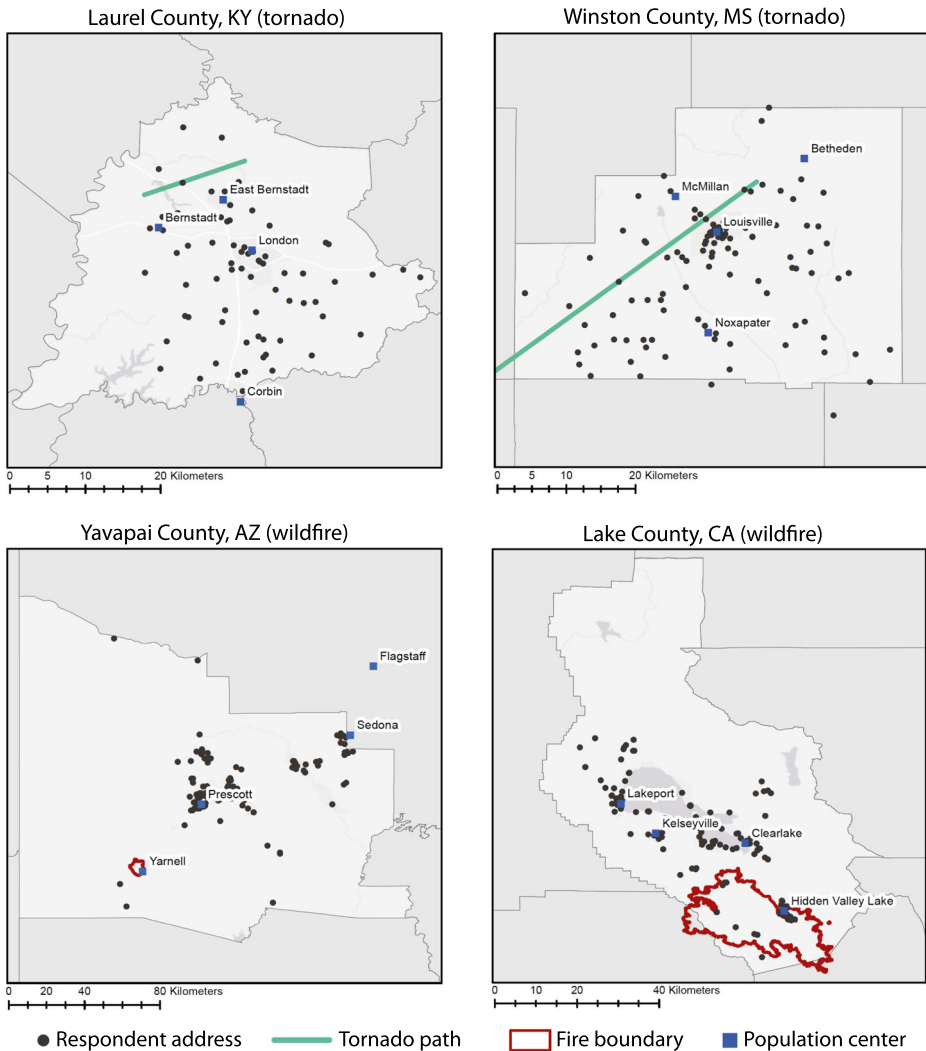 Laurel County, KY (tornado)
Winston County, MS (tornado)
East Bernstadt
Bernstadt
London
Corbin
0 5 10 20 Kilometers
Betheden
McMillan
Louisville
Noxapater
0 5 10 20 Kilometers
Yavapai County, AZ (wildfire)
Lake County, CA (wildfire)
Flagstaff
Sedona
Prescott
Yarnell
0 20 40 80 Kilometers
Lakeport
Kelseyville
Clearlake
Hidden Valley Lake
0 10 20 40 Kilometers
Respondent address Tornado path Fire boundary Population center